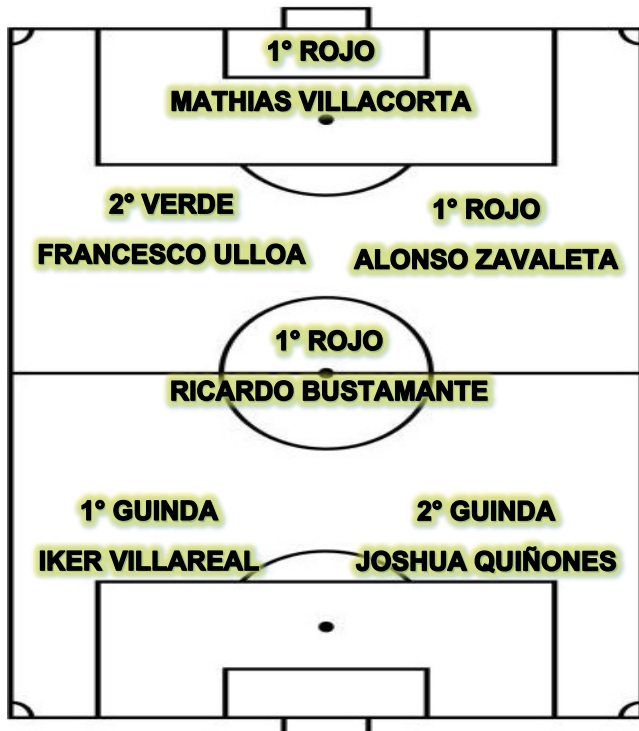 1° ROJO
MATHIAS VILLACORTA
2° VERDE
FRANCESCO ULLOA
1° ROJO
ALONSO ZAVALETA
1° ROJO
RICARDO BUSTAMANTE
1° GUINDA
IKER VILLAREAL
2° GUINDA
JOSHUA QUIÑONES